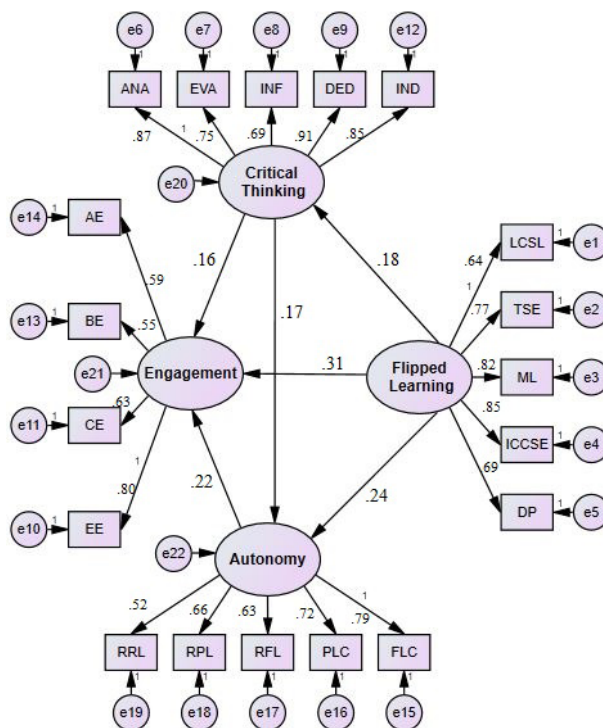 e6 e7 e8 e9 e12
1 1 1 1 1
ANA EVA INF DED IND
.87 1 .75 .69 .91 .85
e20
Critical
Thinking
e14 1 AE
.59
.16
.18
.17
LCSL 1 e1
.64
1
.77
TSE 1 e2
e13 1 BE
.55
e21
Engagement
.31
Flipped
Learning
.82
ML 1 e3
.85
e11 1 CE
.63
ICCSE 1 e4
.69
1
.80
.22
.24
e10 1 EE
DP 1 e5
e22
Autonomy
.52 .66 .63 .72 .79 1
RRL RPL RFL PLC FLC
1 1 1 1 1
e19 e18 e17 e16 e15